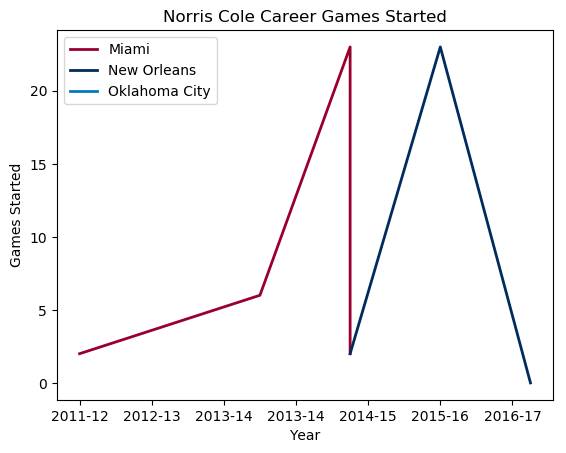 Norris Cole Career Games Started
Miami
New Orleans
Oklahoma City
Games Started
20
15
10
5
0
2011-12 2012-13 2013-14 2013-14 2014-15 2015-16 2016-17
Year